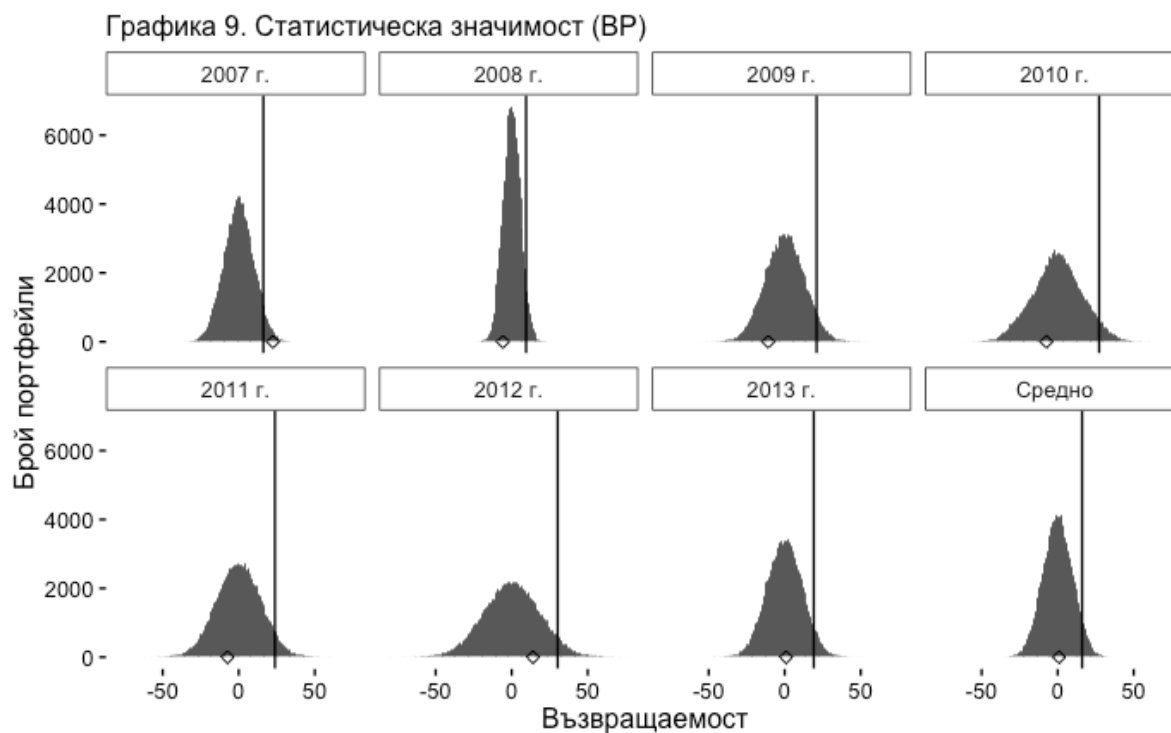 Графика 9. Статистическа значимост (ВР)
2007 г.
2008 г.
2009 г.
2010 г.
6000
4000
2000
0
2011 г.
2012 г.
2013 г.
Средно
6000
4000
2000
0
-50 0 50
-50 0 50
-50 0 50
-50 0 50
Възвращаемост
Брой портфейли